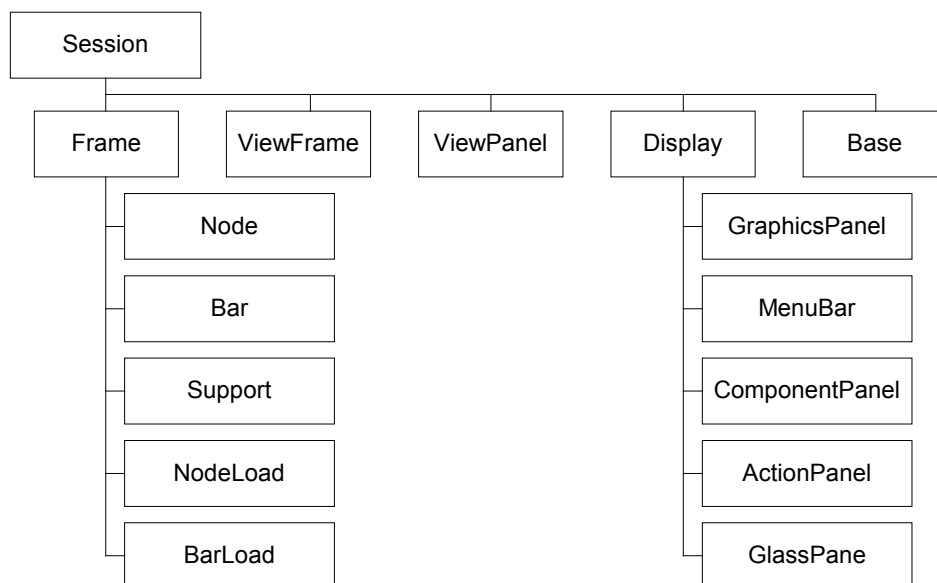 Session
Frame
ViewFrame
ViewPanel
Display
Base
Node
Bar
Support
NodeLoad
BarLoad
GraphicsPanel
MenuBar
ComponentPanel
ActionPanel
GlassPane